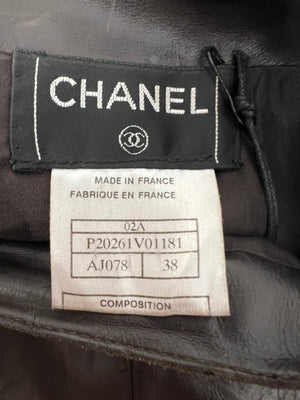 CHANEL
MADE IN FRANCE
FABRIQUE EN FRANCE
02A
P20261V01181
AJ078 38
COMPOSITION